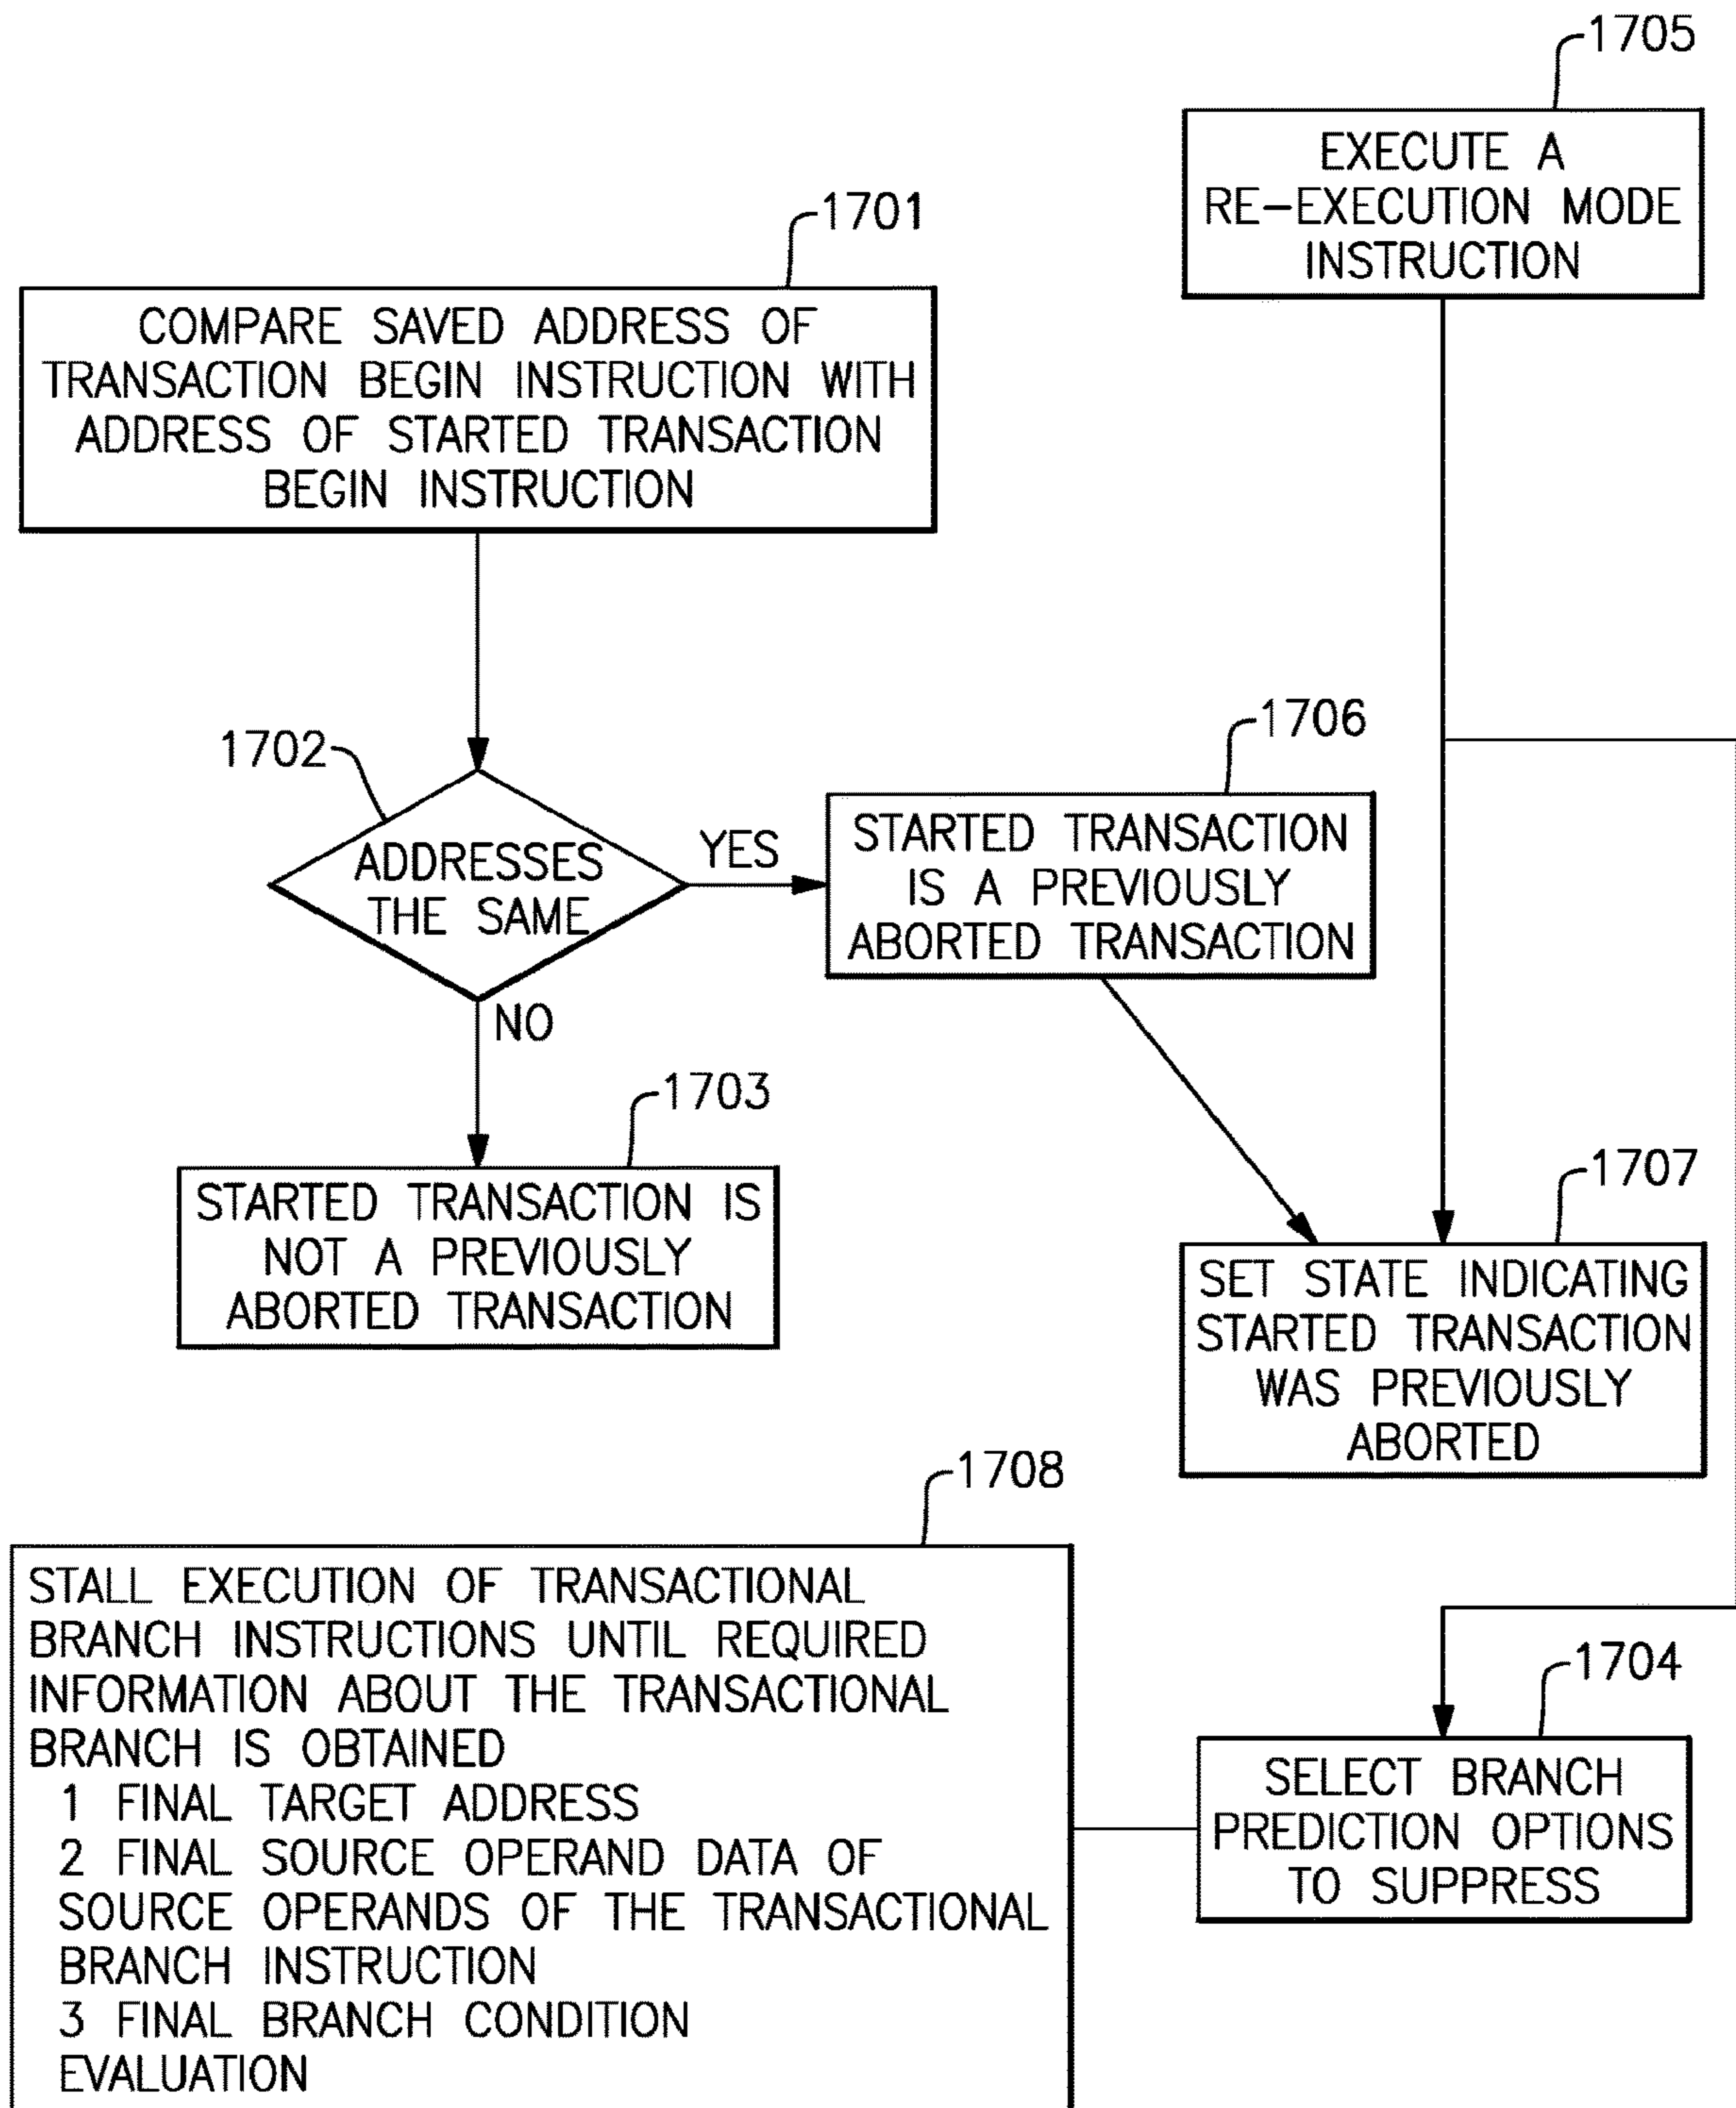 1705
EXECUTE A
RE-EXECUTION MODE
INSTRUCTION
1701
COMPARE SAVED ADDRESS OF
TRANSACTION BEGIN INSTRUCTION WITH
ADDRESS OF STARTED TRANSACTION
BEGIN INSTRUCTION
1702
ADDRESSES
THE SAME
YES
NO
1706
STARTED TRANSACTION
IS A PREVIOUSLY
ABORTED TRANSACTION
1703
STARTED TRANSACTION IS
NOT A PREVIOUSLY
ABORTED TRANSACTION
1707
SET STATE INDICATING
STARTED TRANSACTION
WAS PREVIOUSLY
ABORTED
1708
STALL EXECUTION OF TRANSACTIONAL
BRANCH INSTRUCTIONS UNTIL REQUIRED
INFORMATION ABOUT THE TRANSACTIONAL
BRANCH IS OBTAINED
1 FINAL TARGET ADDRESS
2 FINAL SOURCE OPERAND DATA OF
SOURCE OPERANDS OF THE TRANSACTIONAL
BRANCH INSTRUCTION
3 FINAL BRANCH CONDITION
EVALUATION
1704
SELECT BRANCH
PREDICTION OPTIONS
TO SUPPRESS